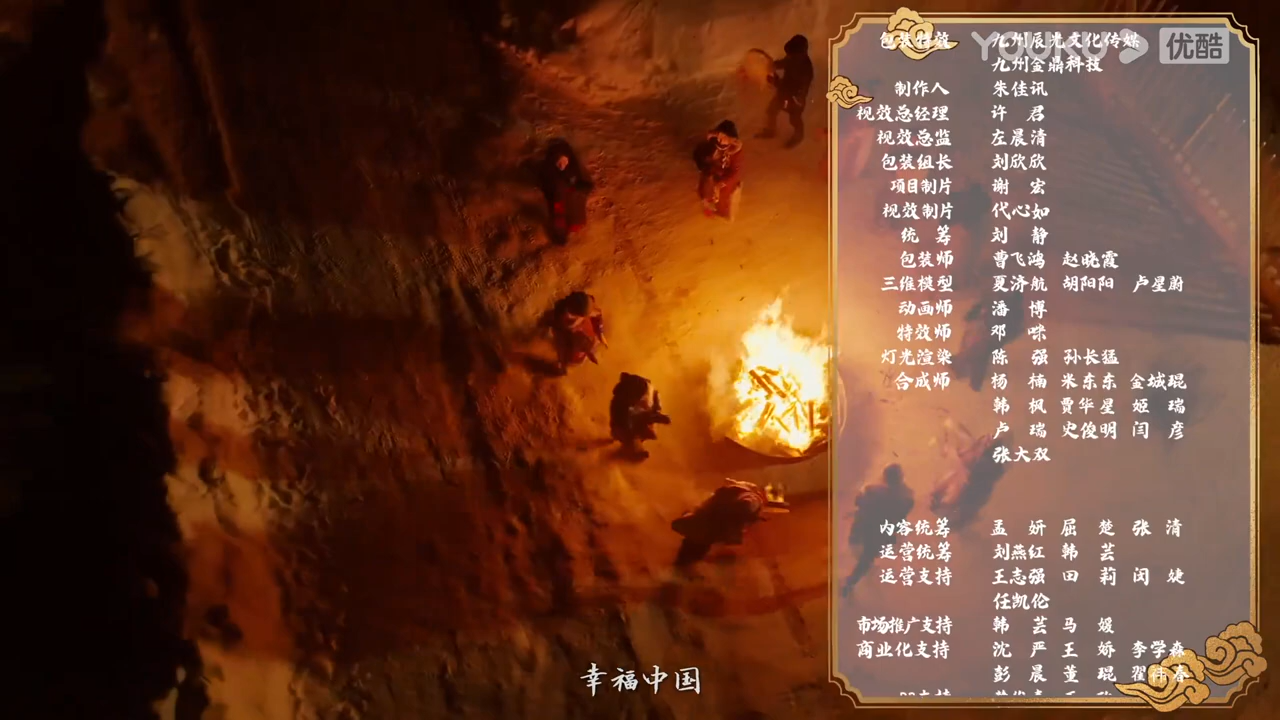 YOUKU 优酷
包装特效 九州辰光文化传媒
九州金鼎科技
制作人 朱佳讯
视效总经理 许 君
视效总监 左晨清
包装组长 刘欣欣
项目制片 谢 宏
视效制片 代心如
统 筹 刘 静
包装师 曹飞鸿 赵晓霞
三维模型 夏济航 胡阳阳 卢星蔚
动画师 潘 博
特效师 邓 咪
灯光渲染 陈 强 孙长猛
合成师 杨 楠 米东东 金城琨
韩 枫 贾华星 姬 瑞
卢 瑞 史俊明 闫 彦
张大双
内容统筹 孟 妍 屈 楚 张 清
运营统筹 刘燕红 韩 芸
运营支持 王志强 田 莉 闵 婕
任凯伦
市场推广支持 韩 芸 马 媛
商业化支持 沈 严 王 娇 李学森
彭 晨 董 琨 翟伟春
幸福中国